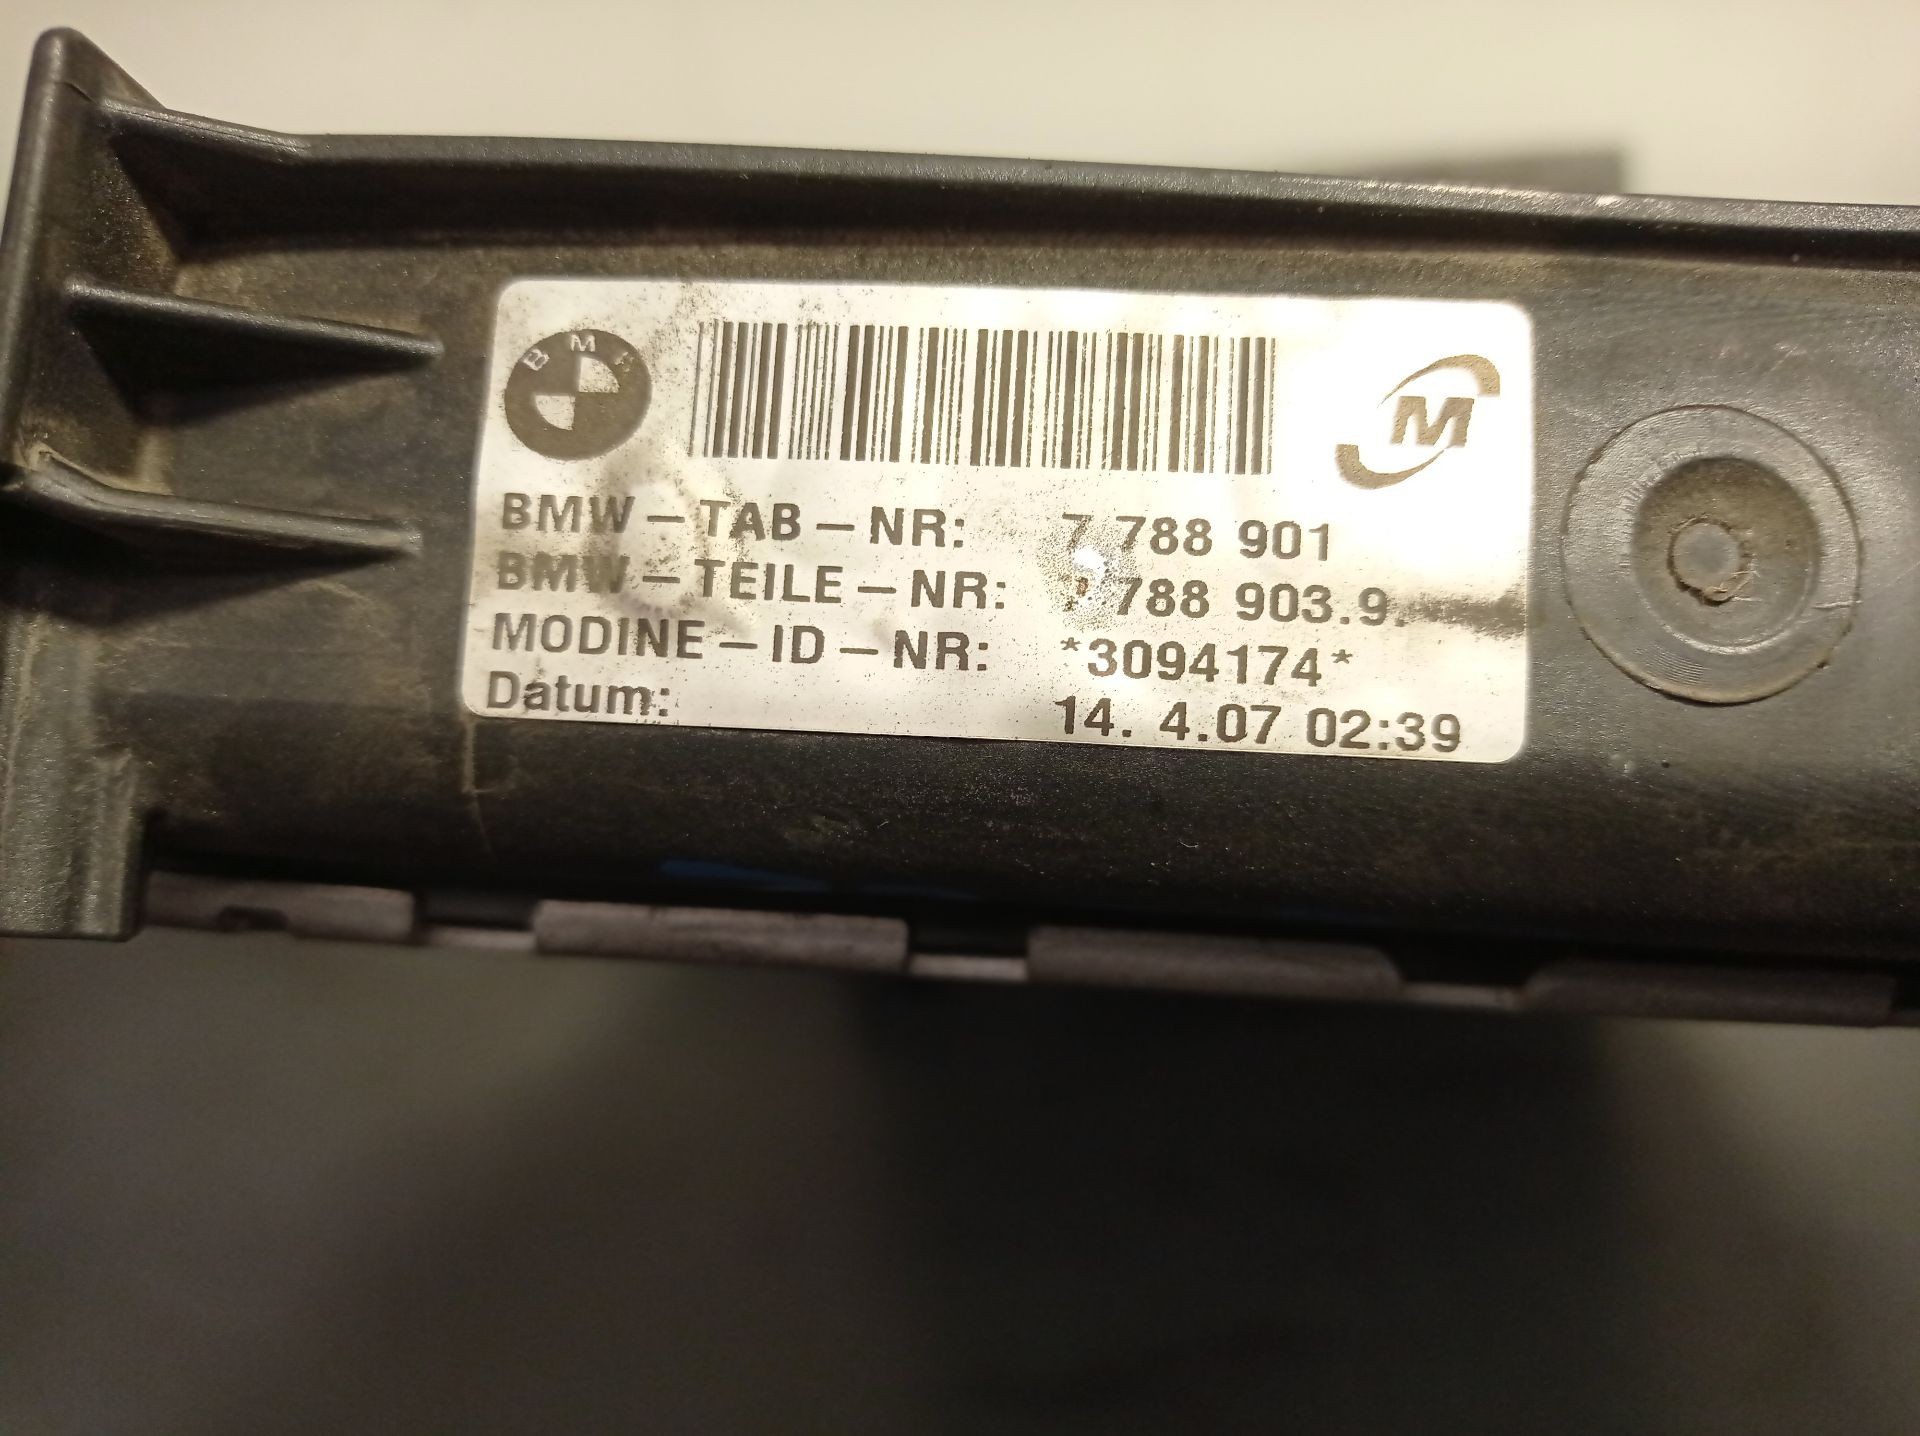 BMW
M
BMW-TAB-NR: 7 788 901
BMW-TEILE-NR: 7 788 903.9.
MODINE-ID-NR: *3094174*
Datum: 14. 4.07 02:39